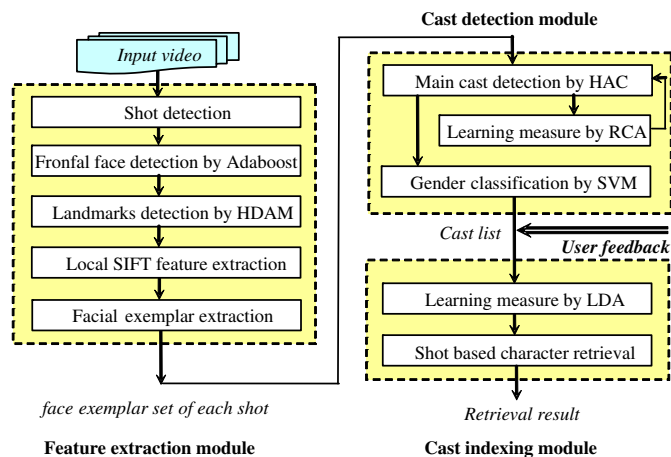 Input video
Shot detection
Fronfal face detection by Adaboost
Landmarks detection by HDAM
Local SIFT feature extraction
Facial exemplar extraction
face exemplar set of each shot
Feature extraction module
Cast detection module
Main cast detection by HAC
Learning measure by RCA
Gender classification by SVM
Cast list
User feedback
Learning measure by LDA
Shot based character retrieval
Retrieval result
Cast indexing module